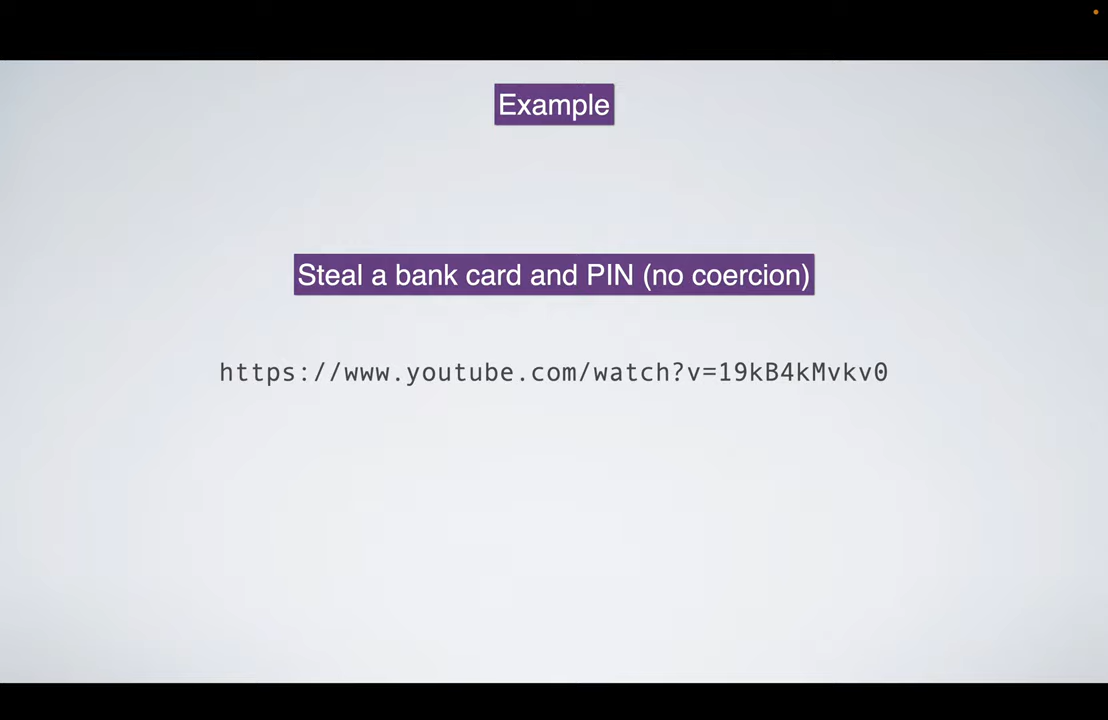 Example
Steal a bank card and PIN (no coercion)
https://www.youtube.com/watch?v=19kB4kMvkv0